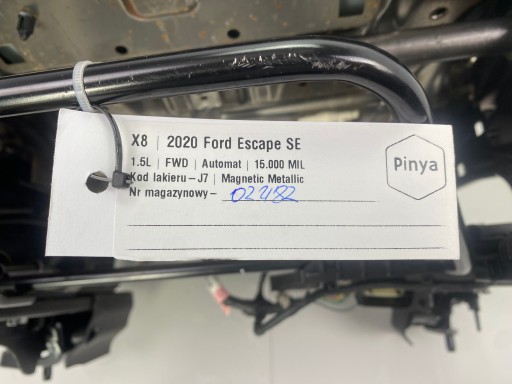 X8 | 2020 Ford Escape SE
1.5L | FWD | Automat | 15.000 MIL
Kod lakieru – J7 | Magnetic Metallic
Nr magazynowy – 02482
Pinya